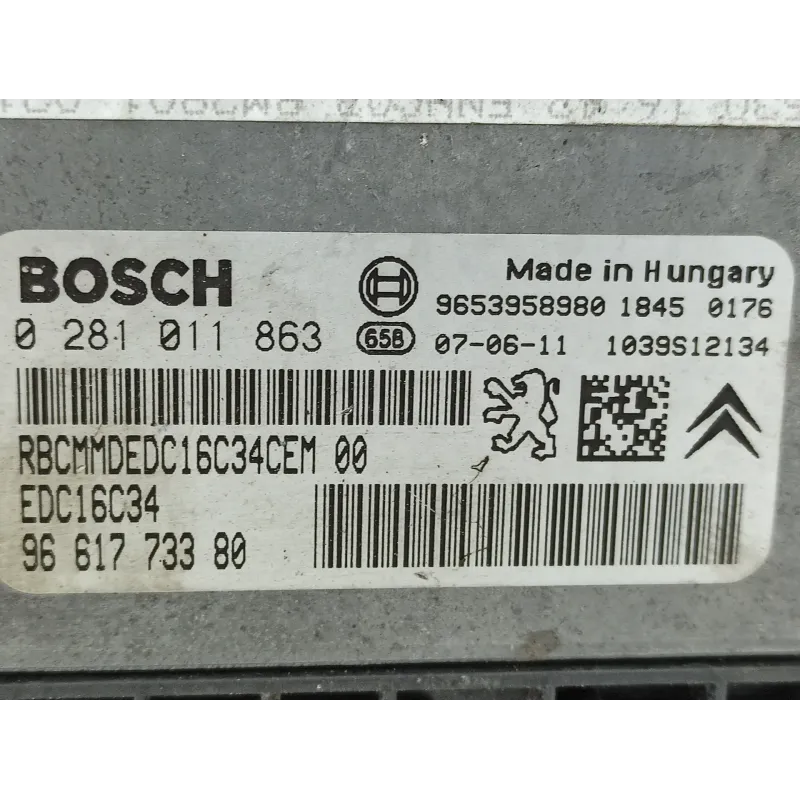 BOSCH
0 281 011 863
65B
Made in Hungary
9653958980 1845 0176
07-06-11 1039S12134
RBCMMDEDC16C34CEM 00
EDC16C34
96 617 733 80